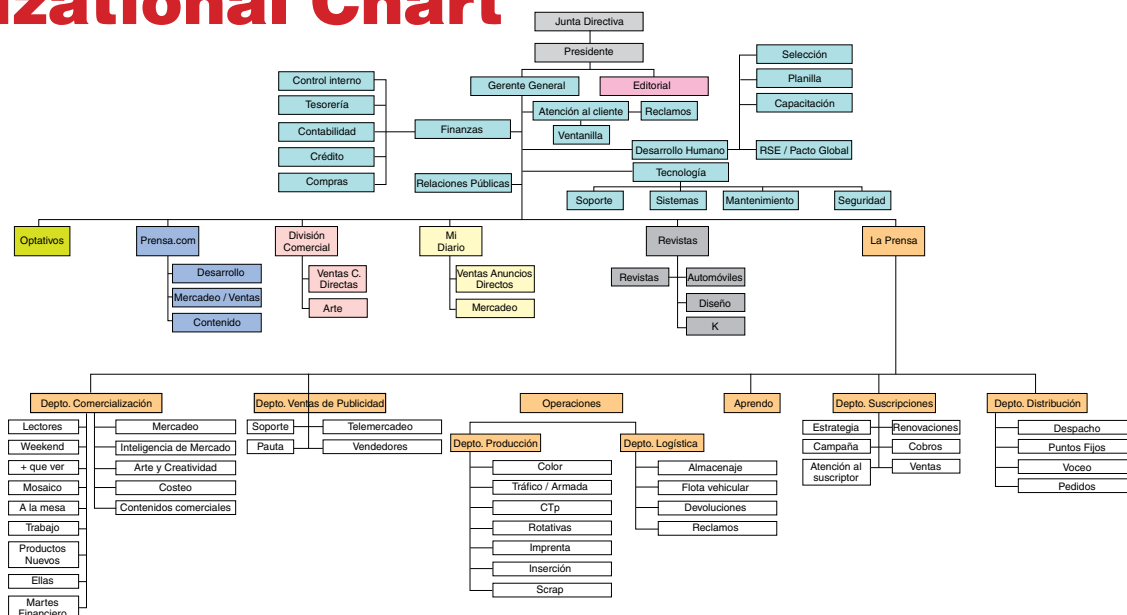 izational Chart
Junta Directiva
Presidente
Gerente General
Editorial
Control interno
Tesorería
Contabilidad
Crédito
Compras
Finanzas
Relaciones Públicas
Atención al cliente
Reclamos
Ventanilla
Selección
Planilla
Capacitación
Desarrollo Humano
RSE / Pacto Global
Tecnología
Soporte
Sistemas
Mantenimiento
Seguridad
Optativos
Prensa.com
Desarrollo
Mercadeo / Ventas
Contenido
División
Comercial
Ventas C.
Directas
Arte
Mi
Diario
Ventas Anuncios
Directos
Mercadeo
Revistas
Revistas
Automóviles
Diseño
K
La Prensa
Depto. Comercialización
Lectores
Weekend
+ que ver
Mosaico
A la mesa
Trabajo
Productos
Nuevos
Ellas
Martes
Financiero
Mercadeo
Inteligencia de Mercado
Arte y Creatividad
Costeo
Contenidos comerciales
Depto. Ventas de Publicidad
Soporte
Pauta
Telemercadeo
Vendedores
Operaciones
Depto. Producción
Color
Tráfico / Armada
CTp
Rotativas
Imprenta
Inserción
Scrap
Depto. Logística
Almacenaje
Flota vehicular
Devoluciones
Reclamos
Aprendo
Depto. Suscripciones
Estrategia
Campaña
Atención al
suscriptor
Renovaciones
Cobros
Ventas
Depto. Distribución
Despacho
Puntos Fijos
Voceo
Pedidos